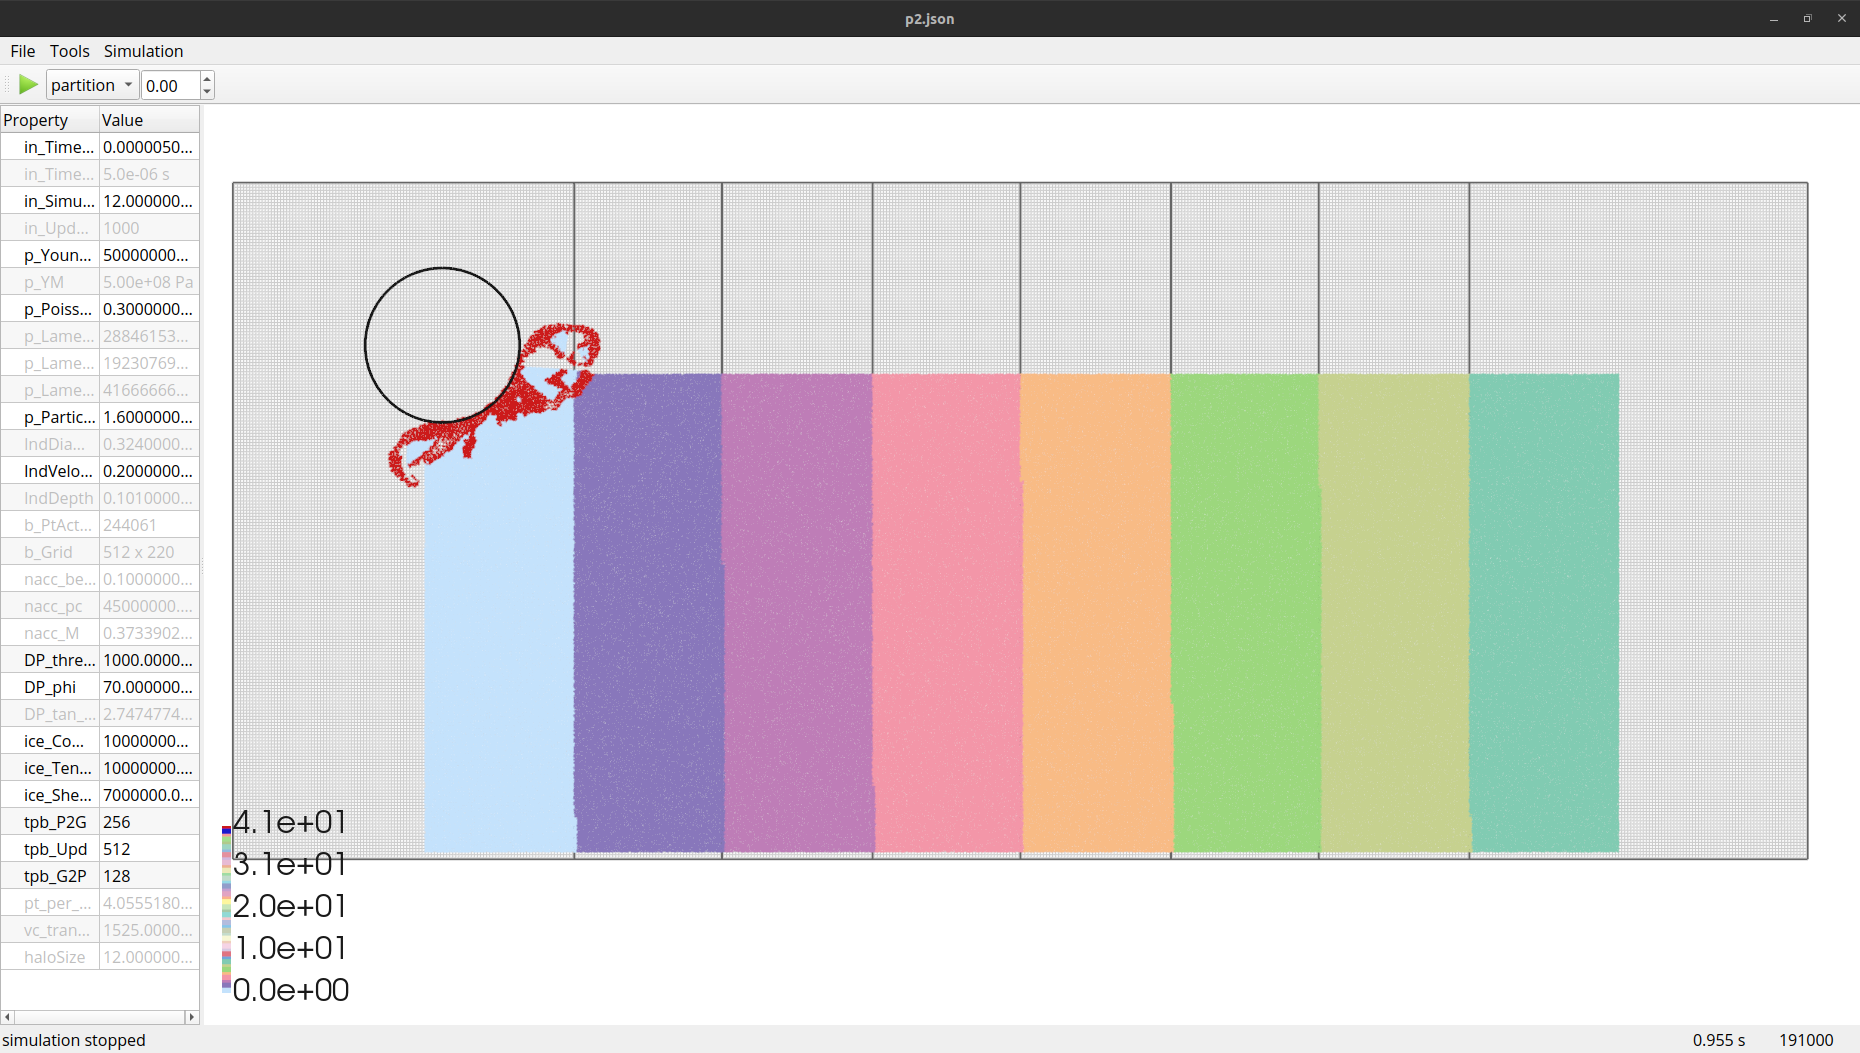 p2.json
File Tools Simulation
partition 0.00
Property Value
in_Time... 0.0000050...
in_Time... 5.0e-06 s
in_Simu... 12.000000...
in_Upd... 1000
p_Youn... 50000000...
p_YM 5.00e+08 Pa
p_Poiss... 0.3000000...
p_Lame... 28846153...
p_Lame... 19230769...
p_Lame... 41666666...
p_Partic... 1.6000000...
IndDia... 0.3240000...
IndVelo... 0.2000000...
IndDepth 0.1010000...
b_PtAct... 244061
b_Grid 512 x 220
nacc_be... 0.1000000...
nacc_pc 45000000....
nacc_M 0.3733902...
DP_thre... 1000.0000...
DP_phi 70.000000...
DP_tan_... 2.7474774...
ice_Co... 10000000...
ice_Ten... 10000000....
ice_She... 7000000.0...
tpb_P2G 256
tpb_Upd 512
tpb_G2P 128
pt_per_... 4.0555180...
vc_tran... 1525.0000...
haloSize 12.000000...
4.1e+01
3.1e+01
2.0e+01
1.0e+01
0.0e+00
simulation stopped 0.955 s 191000